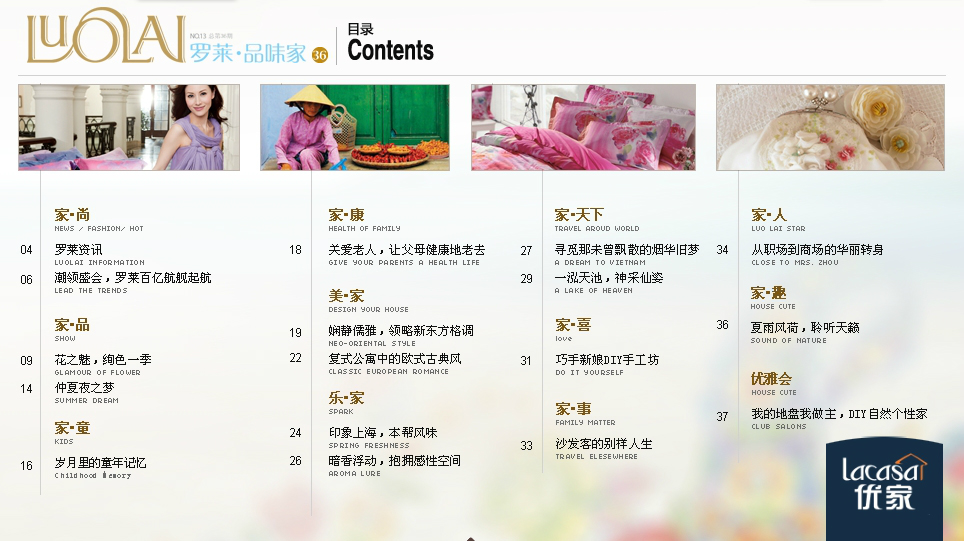 LUOLAI
NO.13
罗莱·品味家 36
目录
Contents
家·尚
NEWS / FASHION/ HOT
04 罗莱资讯
LUOLAI INFORMATION
06 潮领盛会，罗莱百亿航舰起航
LEAD THE TRENDS
家·品
SHOW
09 花之魅，绚色一季
GLAMOUR OF FLOWER
14 仲夏夜之梦
SUMMER DREAM
家·童
KIDS
16 岁月里的童年记忆
Childhood Memory
家·康
HEALTH OF FAMILY
18 关爱老人，让父母健康地老去
GIVE YOUR PARENTS A HEALTH LIFE
美·家
DESIGN YOUR HOUSE
19 娴静儒雅，领略新东方格调
NEO-ORIENTAL STYLE
22 复式公寓中的欧式古典风
CLASSIC EUROPEAN ROMANCE
乐·家
SPARK
24 印象上海，本帮风味
SPRING FRESHNESS
26 暗香浮动，抱拥感性空间
AROMA LURE
家·天下
TRAVEL AROUD WORLD
27 寻觅那未曾飘散的烟华旧梦
A DREAM TO VIETNAM
29 一泓天池，神采仙姿
A LAKE OF HEAVEN
家·喜
love
31 巧手新娘DIY手工坊
DO IT YOURSELF
家·事
FAMILY MATTER
33 沙发客的别样人生
TRAVEL ELESEWHERE
家·人
LUO LAI STAR
34 从职场到商场的华丽转身
CLOSE TO MRS. ZHOU
家·趣
HOUSE CUTE
36 夏雨风荷，聆听天籁
SOUND OF NATURE
优雅会
HOUSE CUTE
37 我的地盘我做主，DIY自然个性家
CLUB SALONS
Lacasa
优家